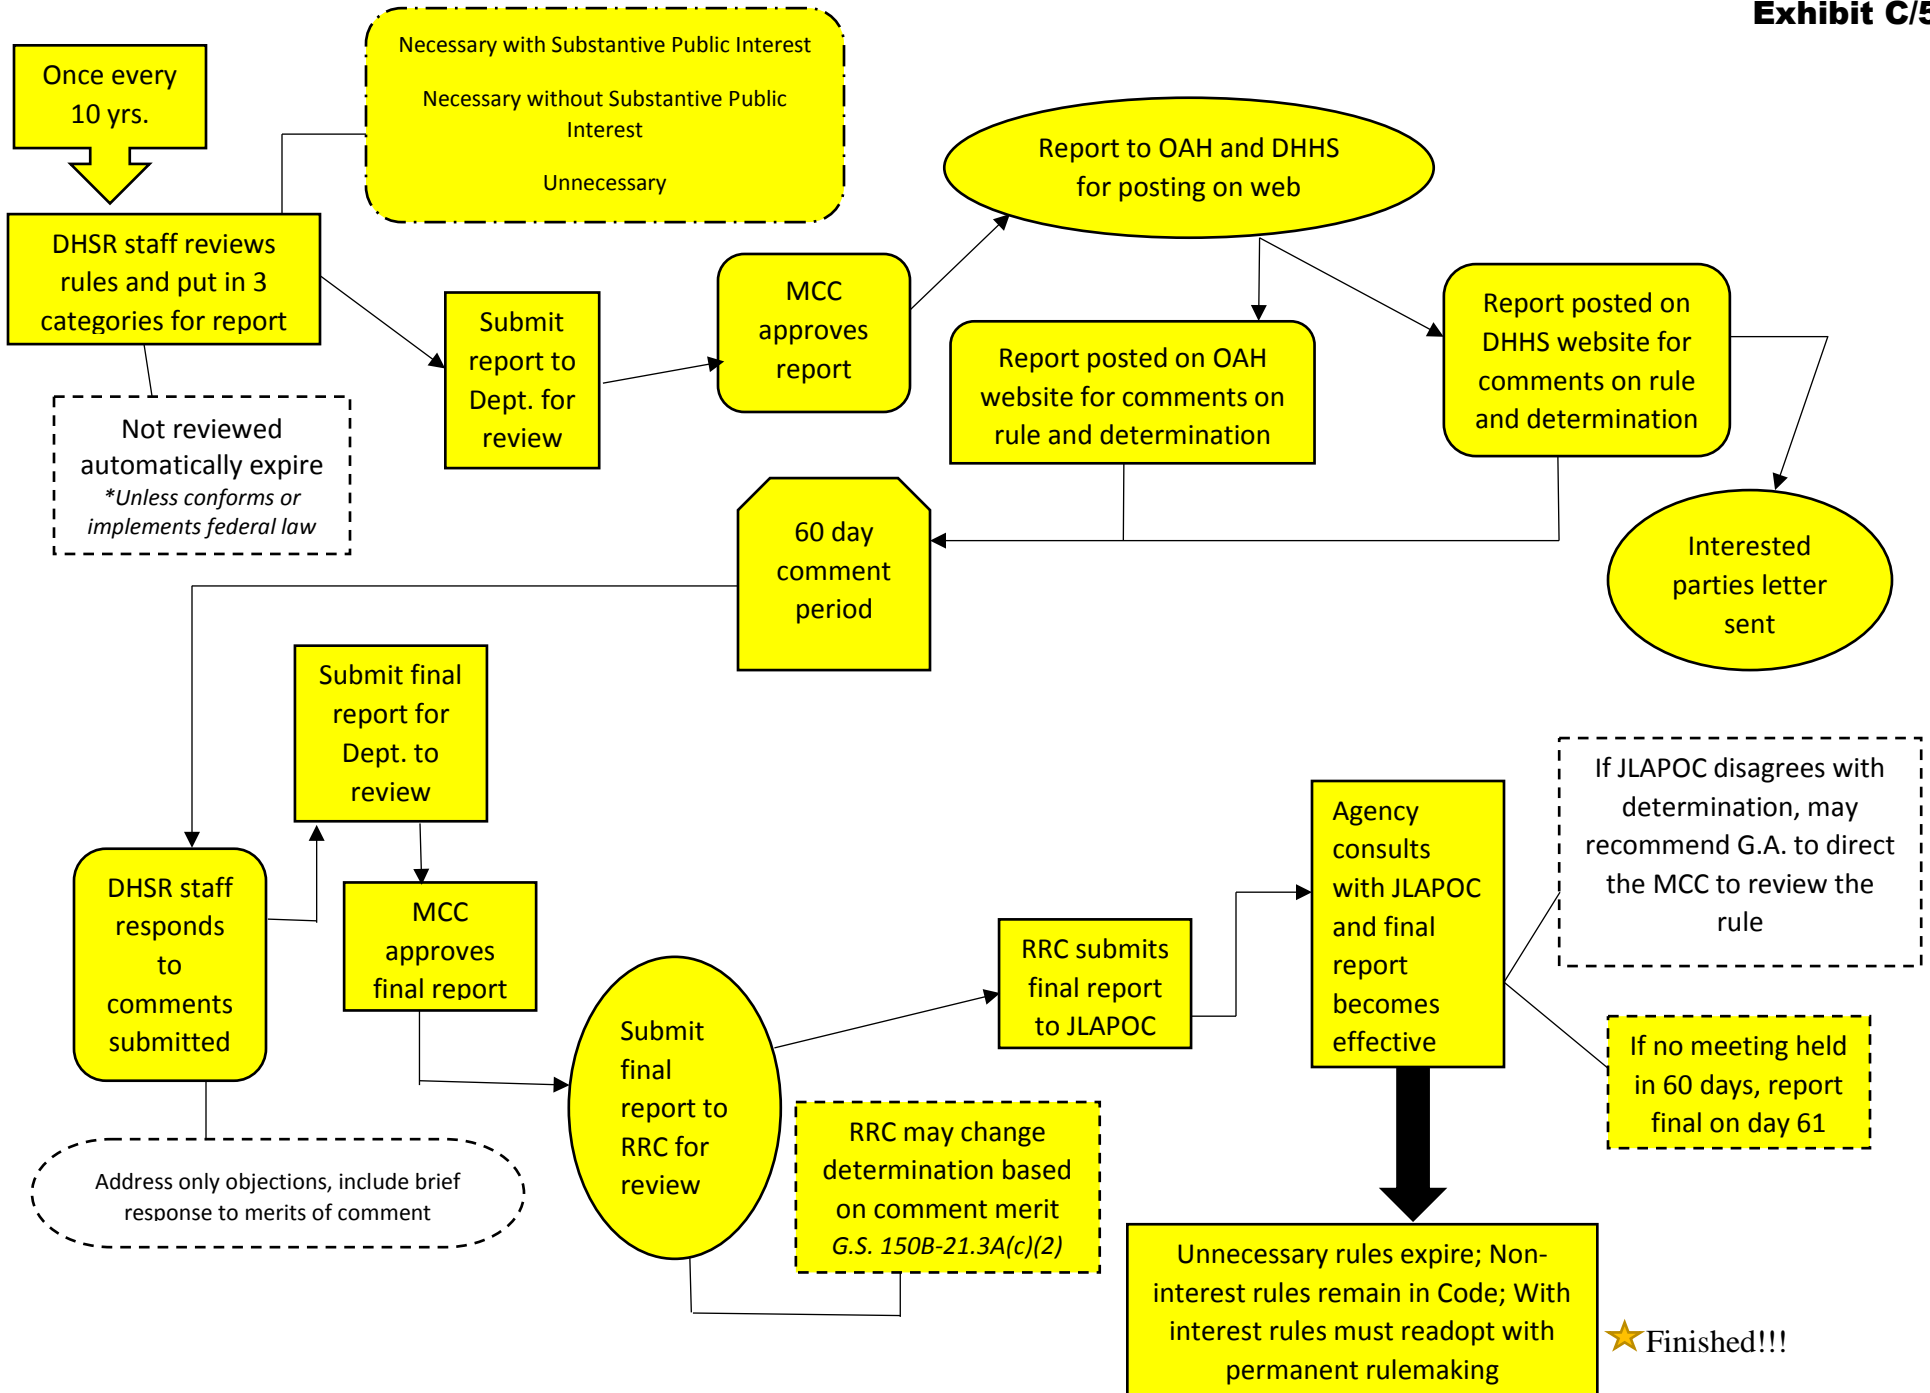 Exhibit C/5
Once every
10 yrs.
Necessary with Substantive Public Interest
Necessary without Substantive Public
Interest
Unnecessary
DHSR staff reviews
rules and put in 3
categories for report
Not reviewed
automatically expire
*Unless conforms or
implements federal law
Submit
report to
Dept. for
review
MCC
approves
report
Report to OAH and DHHS
for posting on web
Report posted on OAH
website for comments on
rule and determination
Report posted on
DHHS website for
comments on rule
and determination
Interested
parties letter
sent
60 day
comment
period
DHSR staff
responds
to
comments
submitted
Address only objections, include brief
response to merits of comment
Submit final
report for
Dept. to
review
MCC
approves
final report
Submit
final
report to
RRC for
review
RRC may change
determination based
on comment merit
G.S. 150B-21.3A(c)(2)
RRC submits
final report
to JLAPOC
Agency
consults
with JLAPOC
and final
report
becomes
effective
If JLAPOC disagrees with
determination, may
recommend G.A. to direct
the MCC to review the
rule
If no meeting held
in 60 days, report
final on day 61
Unnecessary rules expire; Non-
interest rules remain in Code; With
interest rules must readopt with
permanent rulemaking
Finished!!!